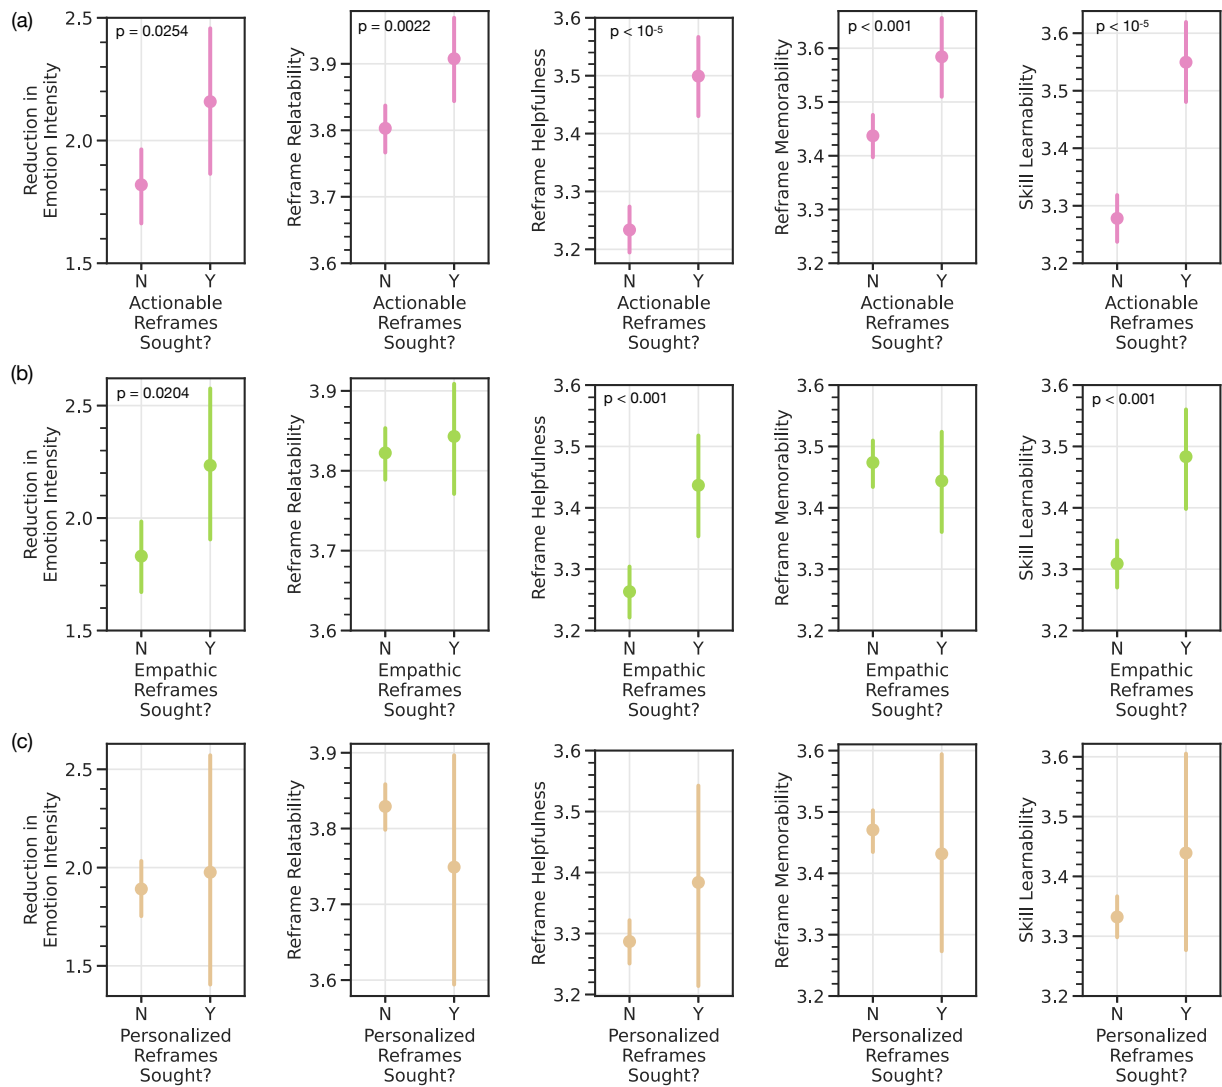 (a)
p = 0.0254
Reduction in
Emotion Intensity
2.5
2.0
1.5
N
Y
Actionable
Reframes
Sought?
p = 0.0022
Reframe Relatability
3.9
3.8
3.7
3.6
N
Y
Actionable
Reframes
Sought?
p < 10⁻⁵
Reframe Helpfulness
3.6
3.5
3.4
3.3
3.2
N
Y
Actionable
Reframes
Sought?
p < 0.001
Reframe Memorability
3.6
3.5
3.4
3.3
3.2
N
Y
Actionable
Reframes
Sought?
p < 10⁻⁵
Skill Learnability
3.6
3.5
3.4
3.3
3.2
N
Y
Actionable
Reframes
Sought?
(b)
p = 0.0204
Reduction in
Emotion Intensity
2.5
2.0
1.5
N
Y
Empathic
Reframes
Sought?
Reframe Relatability
3.9
3.8
3.7
3.6
N
Y
Empathic
Reframes
Sought?
p < 0.001
Reframe Helpfulness
3.6
3.5
3.4
3.3
3.2
N
Y
Empathic
Reframes
Sought?
Reframe Memorability
3.6
3.5
3.4
3.3
3.2
N
Y
Empathic
Reframes
Sought?
p < 0.001
Skill Learnability
3.6
3.5
3.4
3.3
3.2
N
Y
Empathic
Reframes
Sought?
(c)
Reduction in
Emotion Intensity
2.5
2.0
1.5
N
Y
Personalized
Reframes
Sought?
Reframe Relatability
3.9
3.8
3.7
3.6
N
Y
Personalized
Reframes
Sought?
Reframe Helpfulness
3.6
3.5
3.4
3.3
3.2
N
Y
Personalized
Reframes
Sought?
Reframe Memorability
3.6
3.5
3.4
3.3
3.2
N
Y
Personalized
Reframes
Sought?
Skill Learnability
3.6
3.5
3.4
3.3
3.2
N
Y
Personalized
Reframes
Sought?